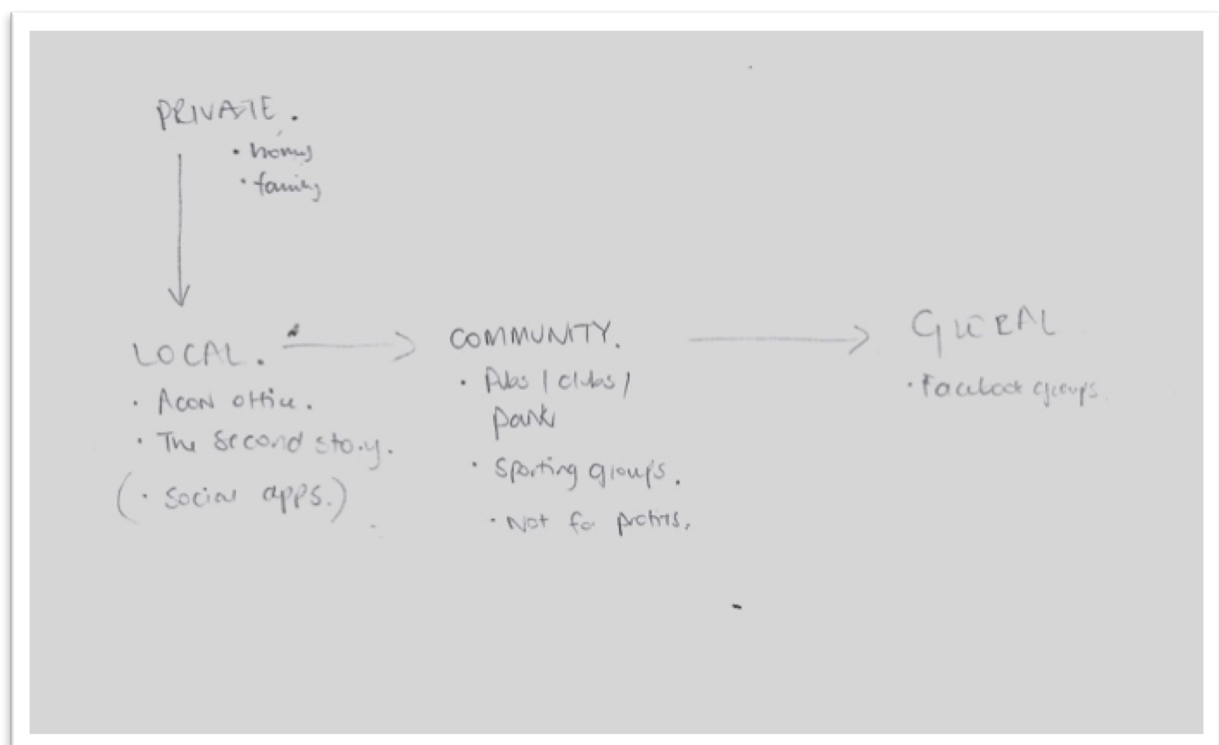 PRIVATE.
• homes
• family
LOCAL.
• Acon office.
• The Second story.
(• Social apps.)
COMMUNITY.
• Pubs / clubs /
park
• Sporting groups.
• Not for profits.
GLOBAL
• Facebook groups.